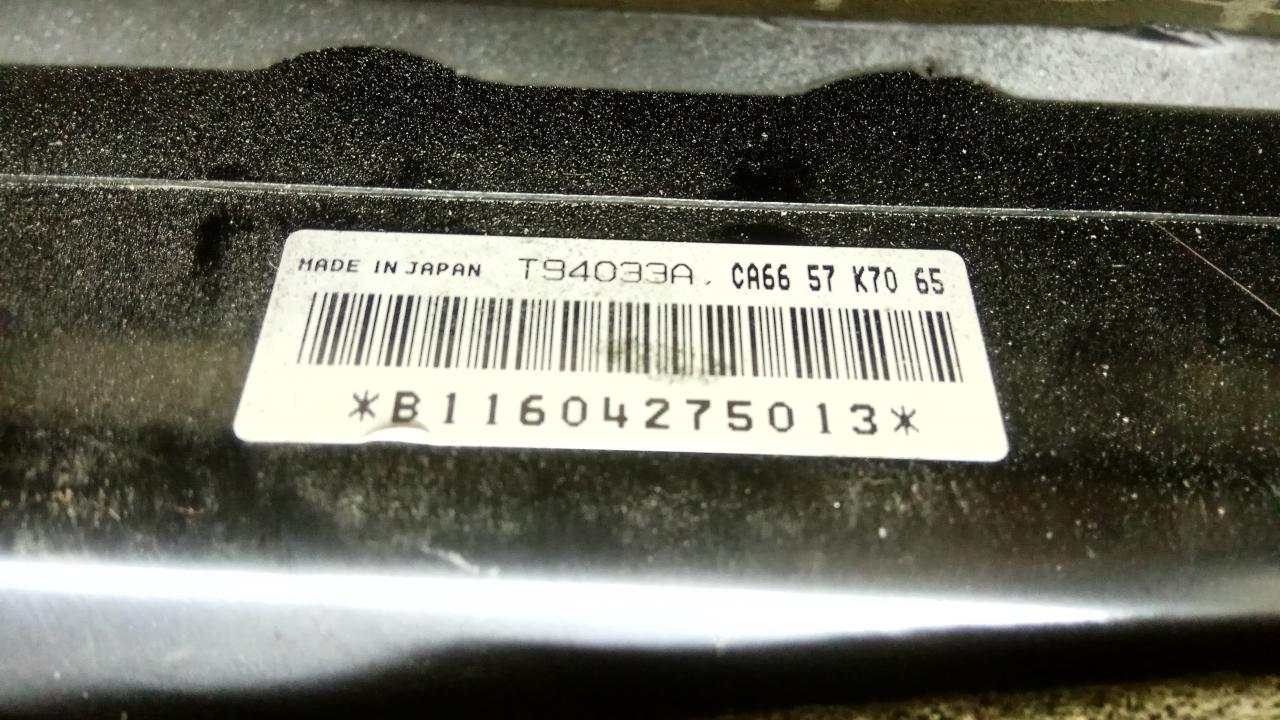 MADE IN JAPAN T94033A. CA66 57 K70 65
*B11604275013*